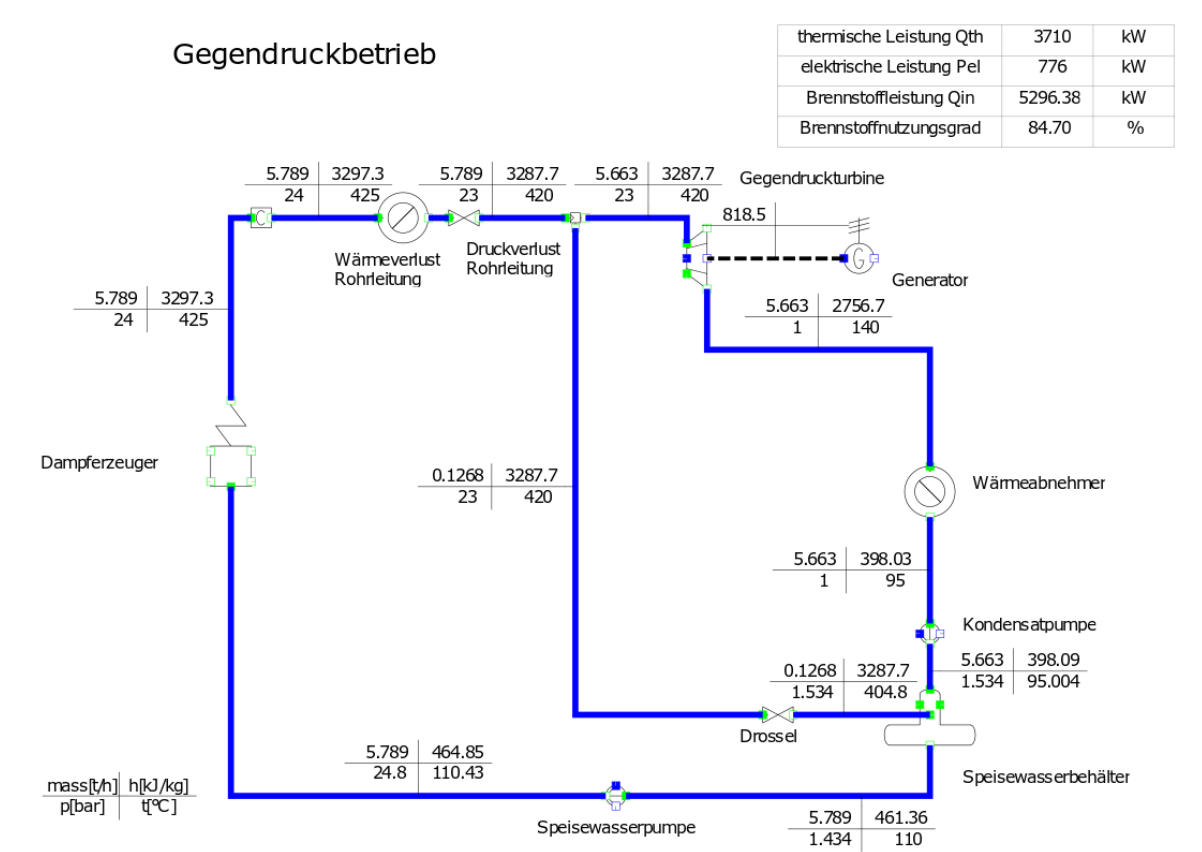 Gegendruckbetrieb
thermische Leistung Qth 3710 kW
elektrische Leistung Pel 776 kW
Brennstoffleistung Qin 5296.38 kW
Brennstoffnutzungsgrad 84.70 %
5.789 3297.3
24 425
5.789 3287.7
23 420
5.663 3287.7
23 420
Gegendruckturbine
818.5
C
Wärmeverlust
Rohrleitung
Druckverlust
Rohrleitung
G
Generator
5.789 3297.3
24 425
5.663 2756.7
1 140
Dampferzeuger
0.1268 3287.7
23 420
Wärmeabnehmer
5.663 398.03
1 95
Kondensatpumpe
5.663 398.09
1.534 95.004
0.1268 3287.7
1.534 404.8
Drossel
5.789 464.85
24.8 110.43
Speisewasserbehälter
mass[t/h] h[kJ/kg]
p[bar] t[°C]
Speisewasserpumpe
5.789 461.36
1.434 110